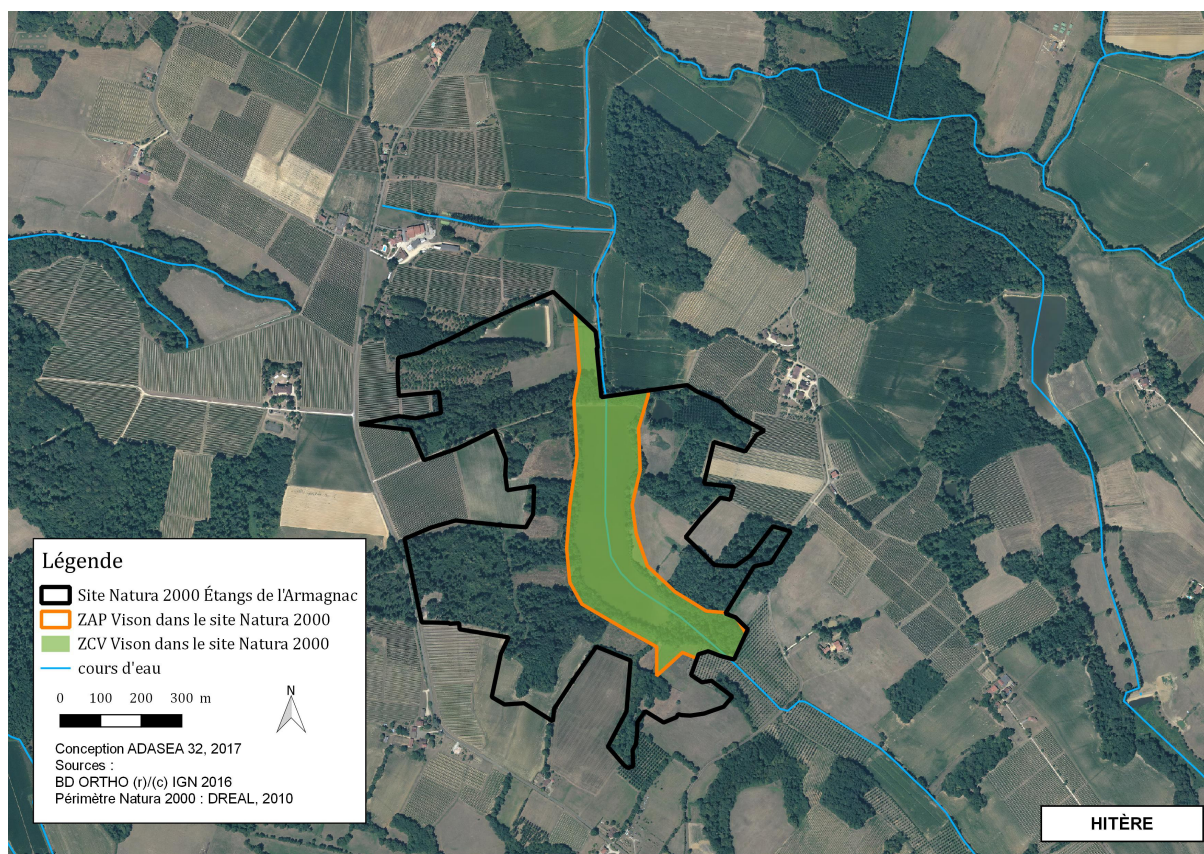 Légende
Site Natura 2000 Étangs de l'Armagnac
ZAP Vison dans le site Natura 2000
ZCV Vison dans le site Natura 2000
cours d'eau
0 100 200 300 m
N
Conception ADASEA 32, 2017
Sources :
BD ORTHO (r)/(c) IGN 2016
Périmètre Natura 2000 : DREAL, 2010
HITÈRE